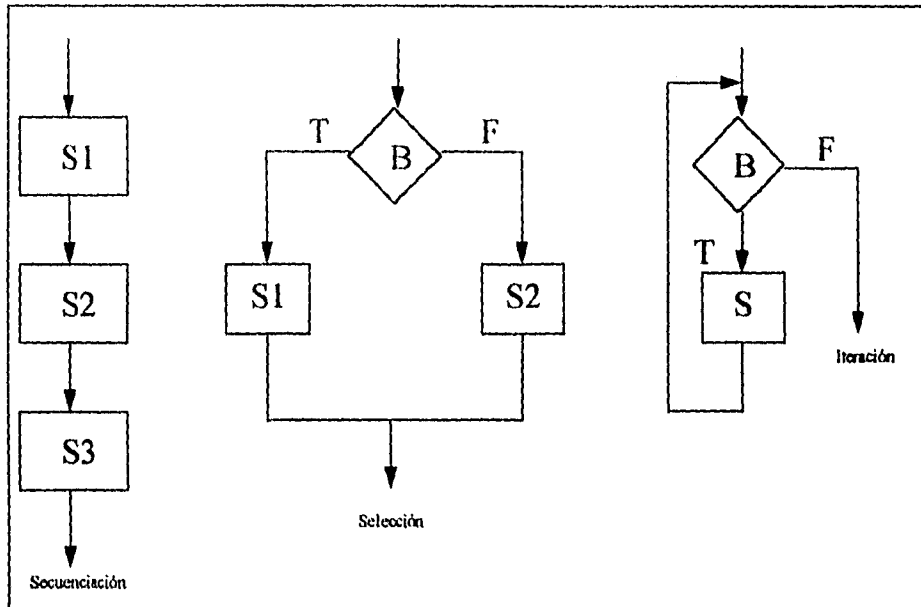 S1
S2
S3
Secuenciación
B
T
F
S1
S2
Selección
B
F
T
S
Iteración